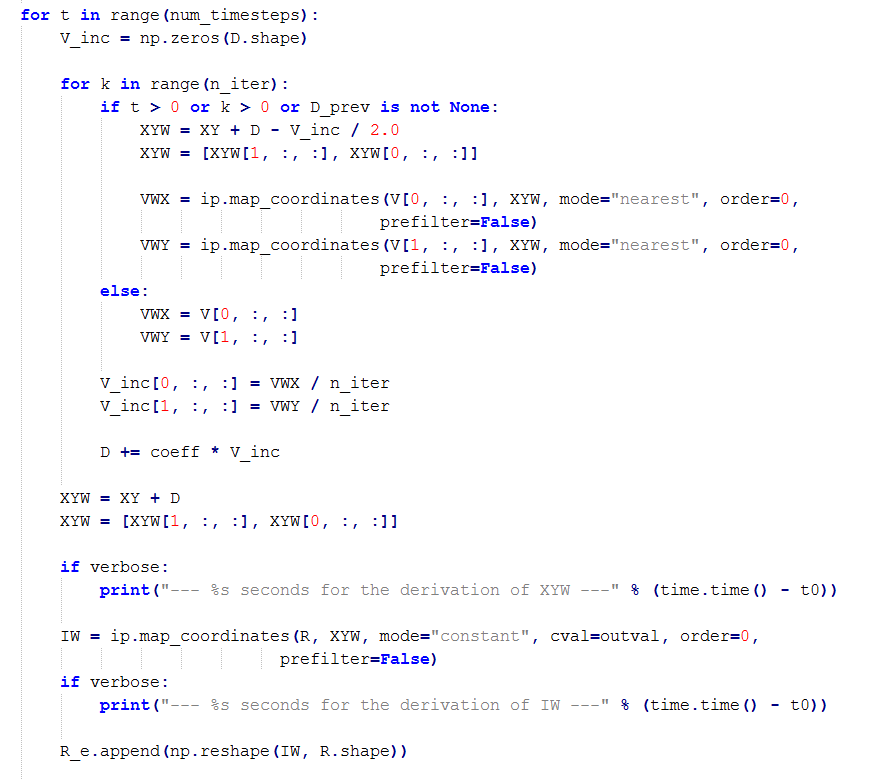 for t in range(num_timesteps):
    V_inc = np.zeros(D.shape)

    for k in range(n_iter):
        if t > 0 or k > 0 or D_prev is not None:
            XYW = XY + D - V_inc / 2.0
            XYW = [XYW[1, :, :], XYW[0, :, :]]

            VWX = ip.map_coordinates(V[0, :, :], XYW, mode="nearest", order=0,
                                    prefilter=False)
            VWY = ip.map_coordinates(V[1, :, :], XYW, mode="nearest", order=0,
                                    prefilter=False)
        else:
            VWX = V[0, :, :]
            VWY = V[1, :, :]

        V_inc[0, :, :] = VWX / n_iter
        V_inc[1, :, :] = VWY / n_iter

        D += coeff * V_inc

    XYW = XY + D
    XYW = [XYW[1, :, :], XYW[0, :, :]]

    if verbose:
        print("--- %s seconds for the derivation of XYW ---" % (time.time() - t0))

    IW = ip.map_coordinates(R, XYW, mode="constant", cval=outval, order=0,
                          prefilter=False)
    if verbose:
        print("--- %s seconds for the derivation of IW ---" % (time.time() - t0))

    R_e.append(np.reshape(IW, R.shape))